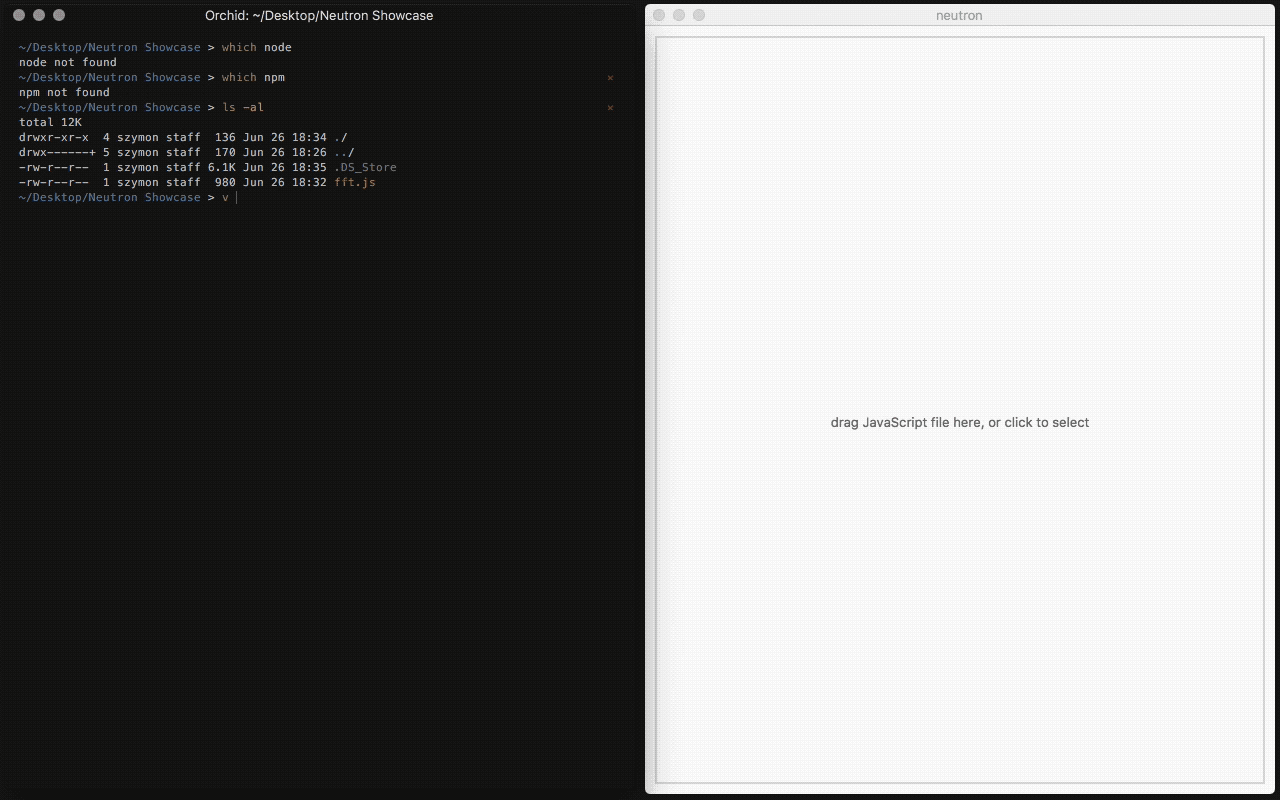 Orchid: ~/Desktop/Neutron Showcase
~/Desktop/Neutron Showcase > which node
node not found
~/Desktop/Neutron Showcase > which npm ×
npm not found
~/Desktop/Neutron Showcase > ls -al ×
total 12K
drwxr-xr-x 4 szymon staff 136 Jun 26 18:34 ./
drwx------+ 5 szymon staff 170 Jun 26 18:26 ../
-rw-r--r-- 1 szymon staff
Jun 26 18:35 .DS_Store
-rw-r--r-- 1 szymon staff 980 Jun 26 18:32 fft.js
~/Desktop/Neutron Showcase > v
neutron
drag JavaScript file here, or click to select